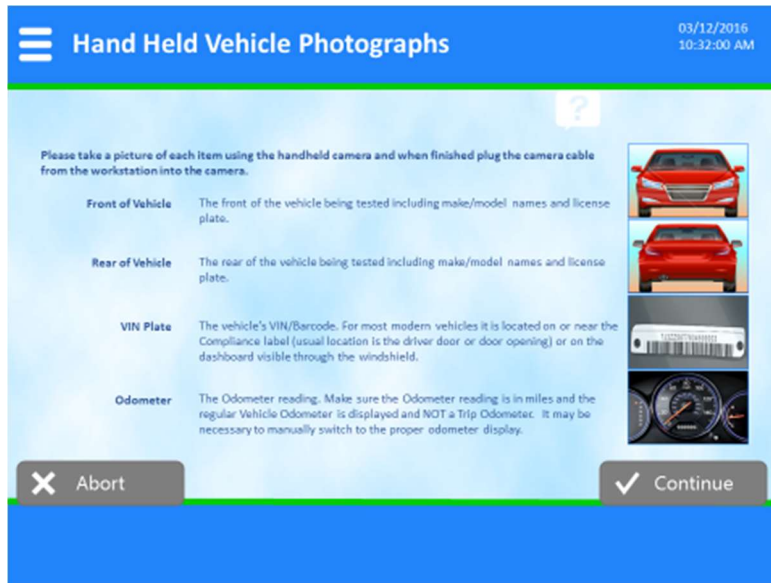 Hand Held Vehicle Photographs
03/12/2016
10:32:00 AM
?
Please take a picture of each item using the handheld camera and when finished plug the camera cable
from the workstation into the camera.
Front of Vehicle The front of the vehicle being tested including make/model names and license
plate.
Rear of Vehicle The rear of the vehicle being tested including make/model names and license
plate.
VIN Plate The vehicle's VIN/Barcode. For most modern vehicles it is located on or near the
Compliance label (usual location is the driver door or door opening) or on the
dashboard visible through the windshield.
Odometer The Odometer reading. Make sure the Odometer reading is in miles and the
regular Vehicle Odometer is displayed and NOT a Trip Odometer. It may be
necessary to manually switch to the proper odometer display.
Abort
Continue